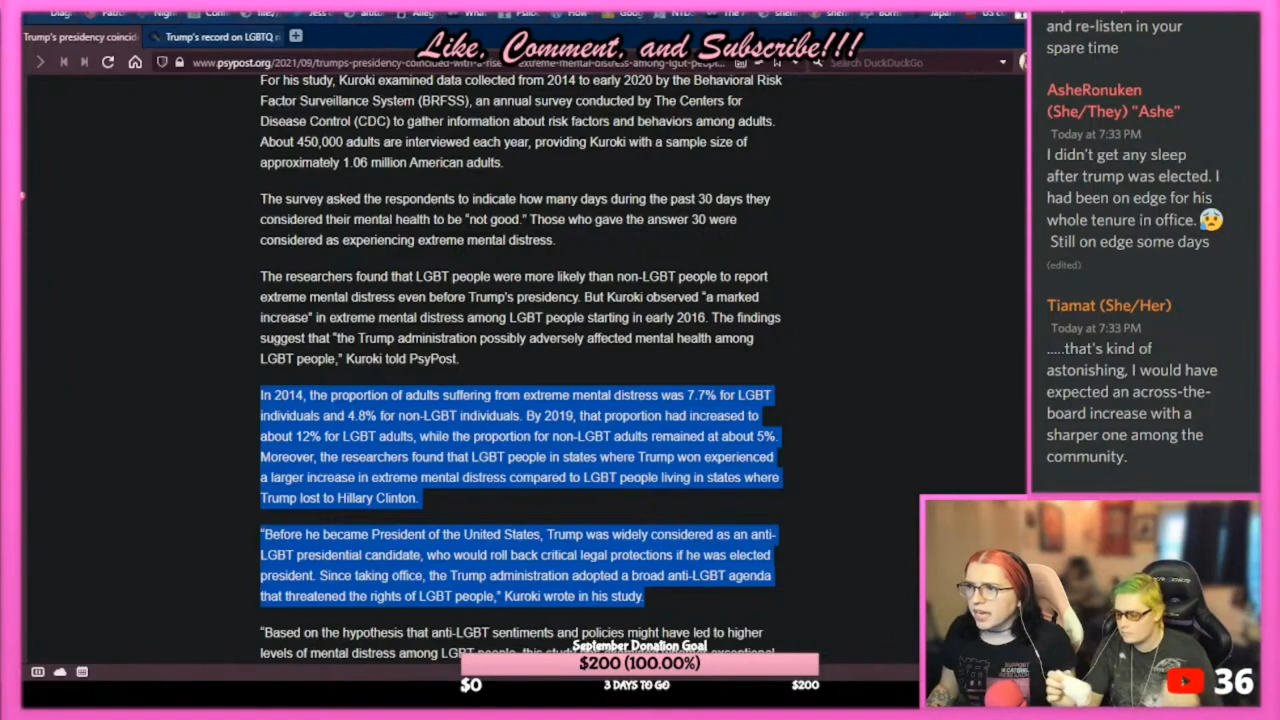 Like, Comment, and Subscribe!!!
Trump's presidency coincid
Trump's record on LGBTQ ri
www.psypost.org/2021/09/trumps-presidency-coincided-with-a-rise
extreme-mental-distress-among-lgbt-peopl...
Search DuckDuckGo
For his study, Kuroki examined data collected from 2014 to early 2020 by the Behavioral Risk
Factor Surveillance System (BRFSS), an annual survey conducted by The Centers for
Disease Control (CDC) to gather information about risk factors and behaviors among adults.
About 450,000 adults are interviewed each year, providing Kuroki with a sample size of
approximately 1.06 million American adults.
The survey asked the respondents to indicate how many days during the past 30 days they
considered their mental health to be “not good.” Those who gave the answer 30 were
considered as experiencing extreme mental distress.
The researchers found that LGBT people were more likely than non-LGBT people to report
extreme mental distress even before Trump's presidency. But Kuroki observed “a marked
increase” in extreme mental distress among LGBT people starting in early 2016. The findings
suggest that “the Trump administration possibly adversely affected mental health among
LGBT people,” Kuroki told PsyPost.
In 2014, the proportion of adults suffering from extreme mental distress was 7.7% for LGBT
individuals and 4.8% for non-LGBT individuals. By 2019, that proportion had increased to
about 12% for LGBT adults, while the proportion for non-LGBT adults remained at about 5%.
Moreover, the researchers found that LGBT people in states where Trump won experienced
a larger increase in extreme mental distress compared to LGBT people living in states where
Trump lost to Hillary Clinton.
“Before he became President of the United States, Trump was widely considered as an anti-
LGBT presidential candidate, who would roll back critical legal protections if he was elected
president. Since taking office, the Trump administration adopted a broad anti-LGBT agenda
that threatened the rights of LGBT people,” Kuroki wrote in his study.
“Based on the hypothesis that anti-LGBT sentiments and policies might have led to higher
levels of mental distress among LGBT people, this study
September Donation Goal
$200 (100.00%)
$0
3 DAYS TO GO
$200
and re-listen in your
spare time
AsheRonuken
(She/They) "Ashe"
Today at 7:33 PM
I didn't get any sleep
after trump was elected. I
had been on edge for his
whole tenure in office. 😰
Still on edge some days
(edited)
Tiamat (She/Her)
Today at 7:33 PM
.....that's kind of
astonishing, I would have
expected an across-the-
board increase with a
sharper one among the
community.
36